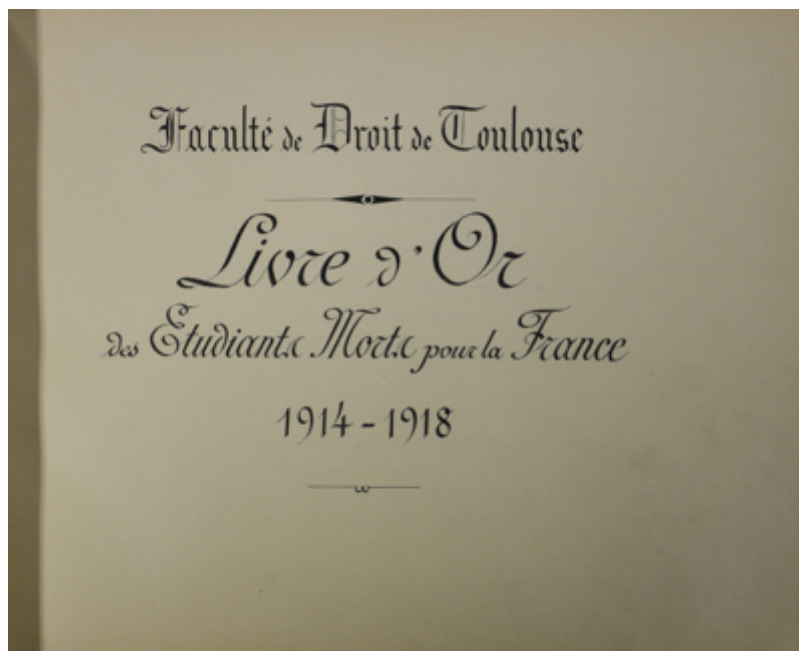 Faculté de Droit de Toulouse
Livre d'Or
des Etudiants Morts pour la France
1914-1918